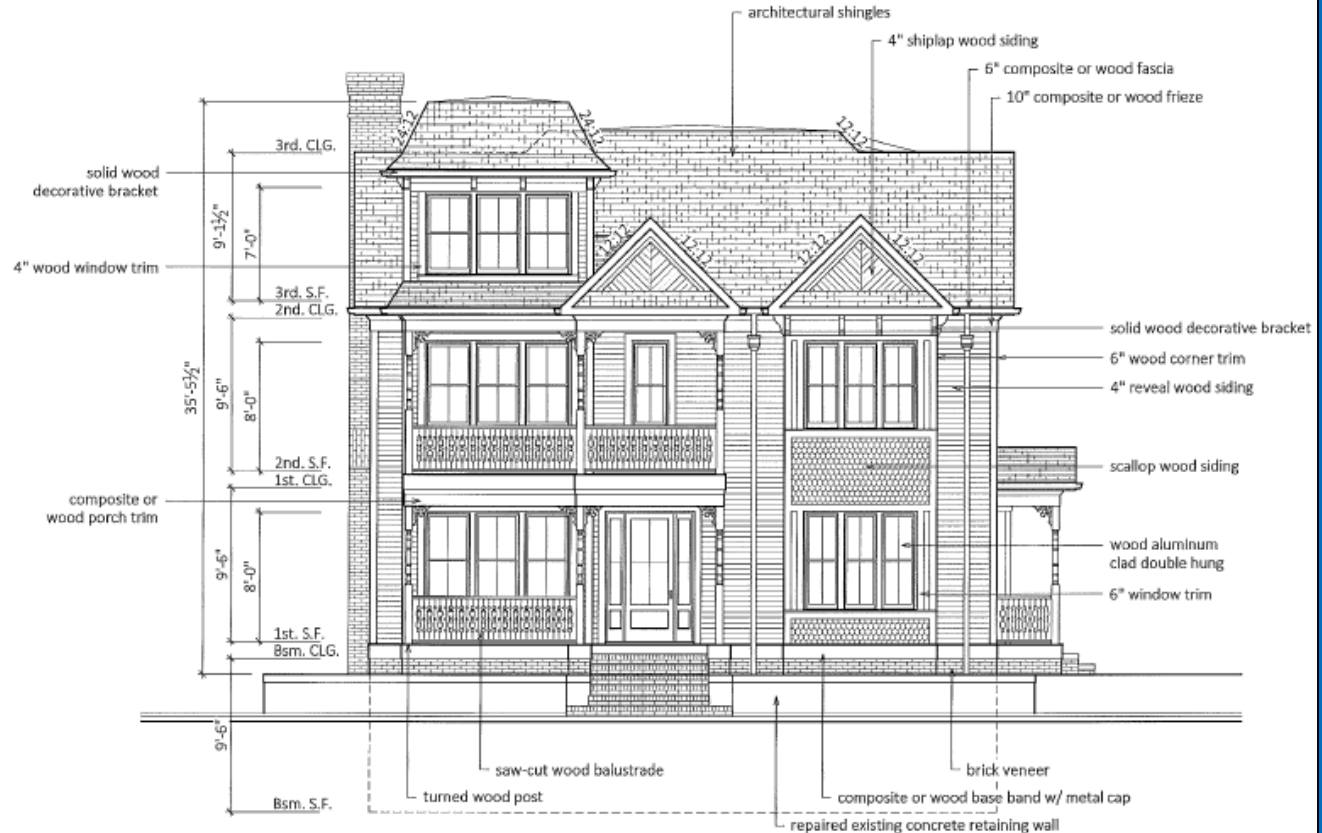 architectural shingles
4" shiplap wood siding
6" composite or wood fascia
10" composite or wood frieze
24:12
24:12
12:12
3rd. CLG.
solid wood
decorative bracket
9'-1½"
7'-0"
12:12
12:12
12:12
12:12
4" wood window trim
3rd. S.F.
2nd. CLG.
solid wood decorative bracket
6" wood corner trim
4" reveal wood siding
35'-5½"
9'-6"
8'-0"
2nd. S.F.
1st. CLG.
scallop wood siding
composite or
wood porch trim
9'-6"
8'-0"
wood aluminum
clad double hung
6" window trim
1st. S.F.
Bsm. CLG.
9'-6"
saw-cut wood balustrade
brick veneer
turned wood post
composite or wood base band w/ metal cap
Bsm. S.F.
repaired existing concrete retaining wall